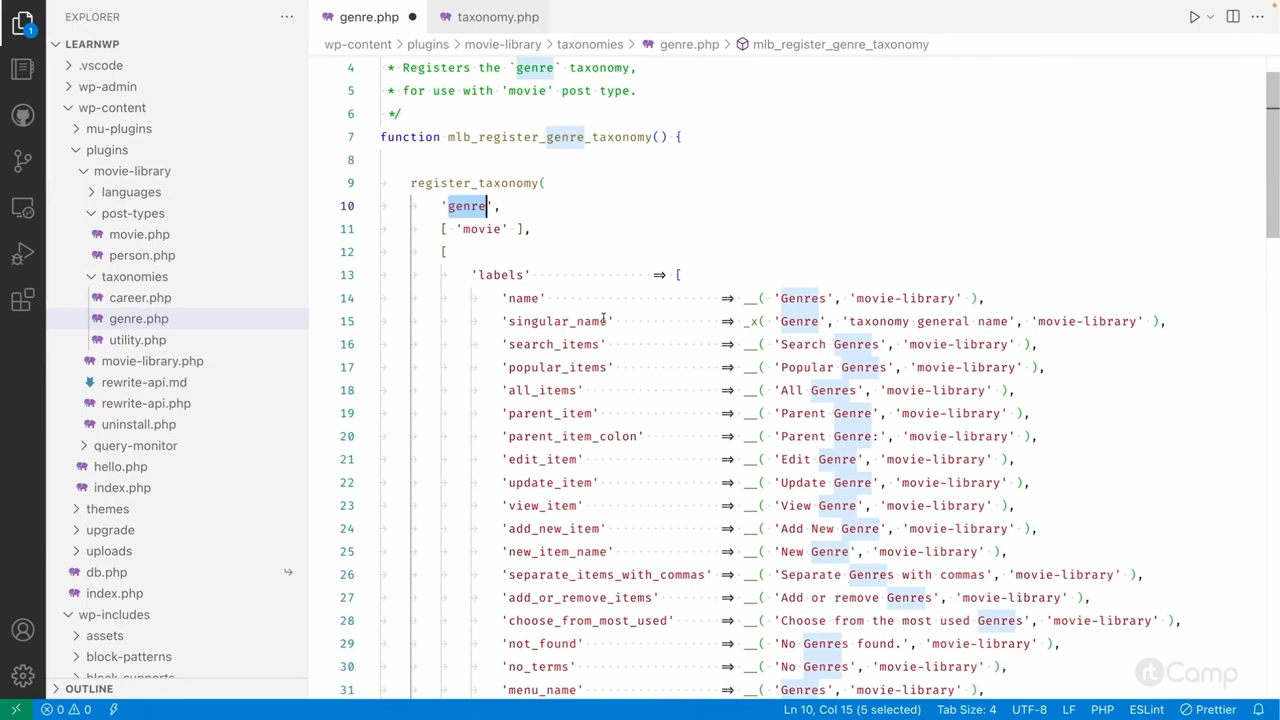 EXPLORER
LEARNWP
.vscode
wp-admin
wp-content
mu-plugins
plugins
movie-library
languages
post-types
movie.php
person.php
taxonomies
career.php
genre.php
utility.php
movie-library.php
rewrite-api.md
rewrite-api.php
uninstall.php
query-monitor
hello.php
index.php
themes
upgrade
uploads
db.php
index.php
wp-includes
assets
block-patterns
block-supports
OUTLINE
1
genre.php taxonomy.php
wp-content > plugins > movie-library > taxonomies > genre.php > mlb_register_genre_taxonomy
4 * Registers the `genre` taxonomy,
5 * for use with 'movie' post type.
6 */
7 function mlb_register_genre_taxonomy() {
8
9 register_taxonomy(
10 'genre',
11 [ 'movie' ],
12 [
13 'labels' => [
14 'name' => __( 'Genres', 'movie-library' ),
15 'singular_name' => _x( 'Genre', 'taxonomy general name', 'movie-library' ),
16 'search_items' => __( 'Search Genres', 'movie-library' ),
17 'popular_items' => __( 'Popular Genres', 'movie-library' ),
18 'all_items' => __( 'All Genres', 'movie-library' ),
19 'parent_item' => __( 'Parent Genre', 'movie-library' ),
20 'parent_item_colon' => __( 'Parent Genre:', 'movie-library' ),
21 'edit_item' => __( 'Edit Genre', 'movie-library' ),
22 'update_item' => __( 'Update Genre', 'movie-library' ),
23 'view_item' => __( 'View Genre', 'movie-library' ),
24 'add_new_item' => __( 'Add New Genre', 'movie-library' ),
25 'new_item_name' => __( 'New Genre', 'movie-library' ),
26 'separate_items_with_commas' => __( 'Separate Genres with commas', 'movie-library' ),
27 'add_or_remove_items' => __( 'Add or remove Genres', 'movie-library' ),
28 'choose_from_most_used' => __( 'Choose from the most used Genres', 'movie-library' ),
29 'not_found' => __( 'No Genres found.', 'movie-library' ),
30 'no_terms' => __( 'No Genres', 'movie-library' ),
31 'menu_name' => __( 'Genres', 'movie-library' ),
rtCamp
0 0 Ln 10, Col 15 (5 selected) Tab Size: 4 UTF-8 LF PHP ESLint Prettier